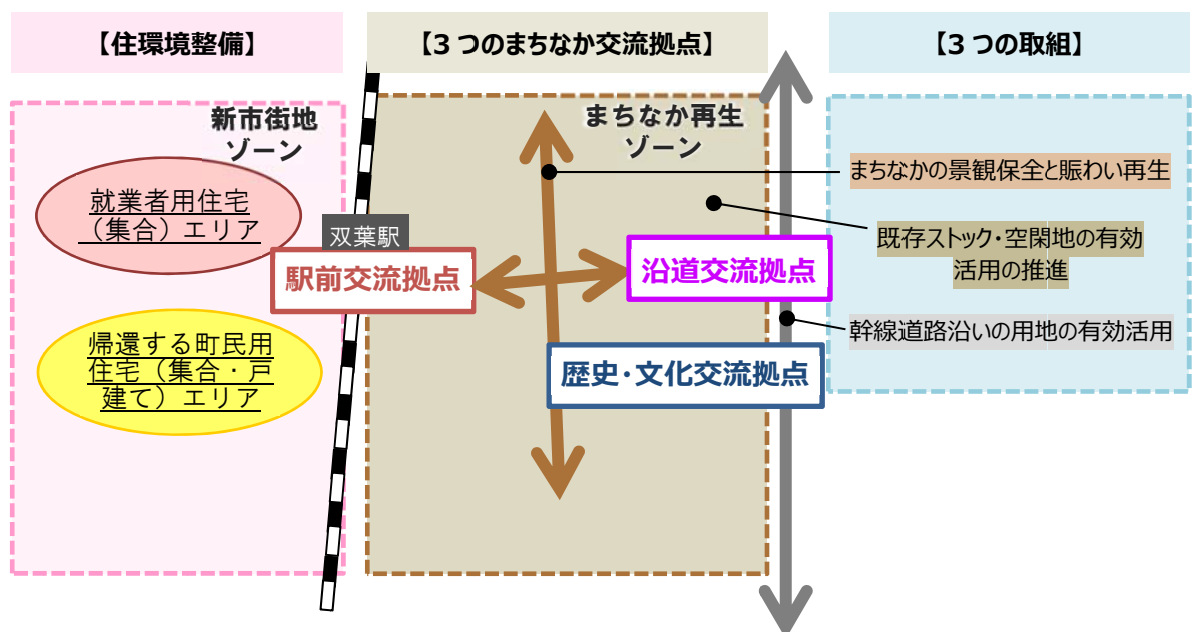 【住環境整備】
【3つのまちなか交流拠点】
【3つの取組】
新市街地
ゾーン
就業者用住宅
（集合）エリア
帰還する町民用
住宅（集合・戸
建て）エリア
双葉駅
駅前交流拠点
まちなか再生
ゾーン
沿道交流拠点
歴史・文化交流拠点
まちなかの景観保全と賑わい再生
既存ストック・空閑地の有効
活用の推進
幹線道路沿いの用地の有効活用